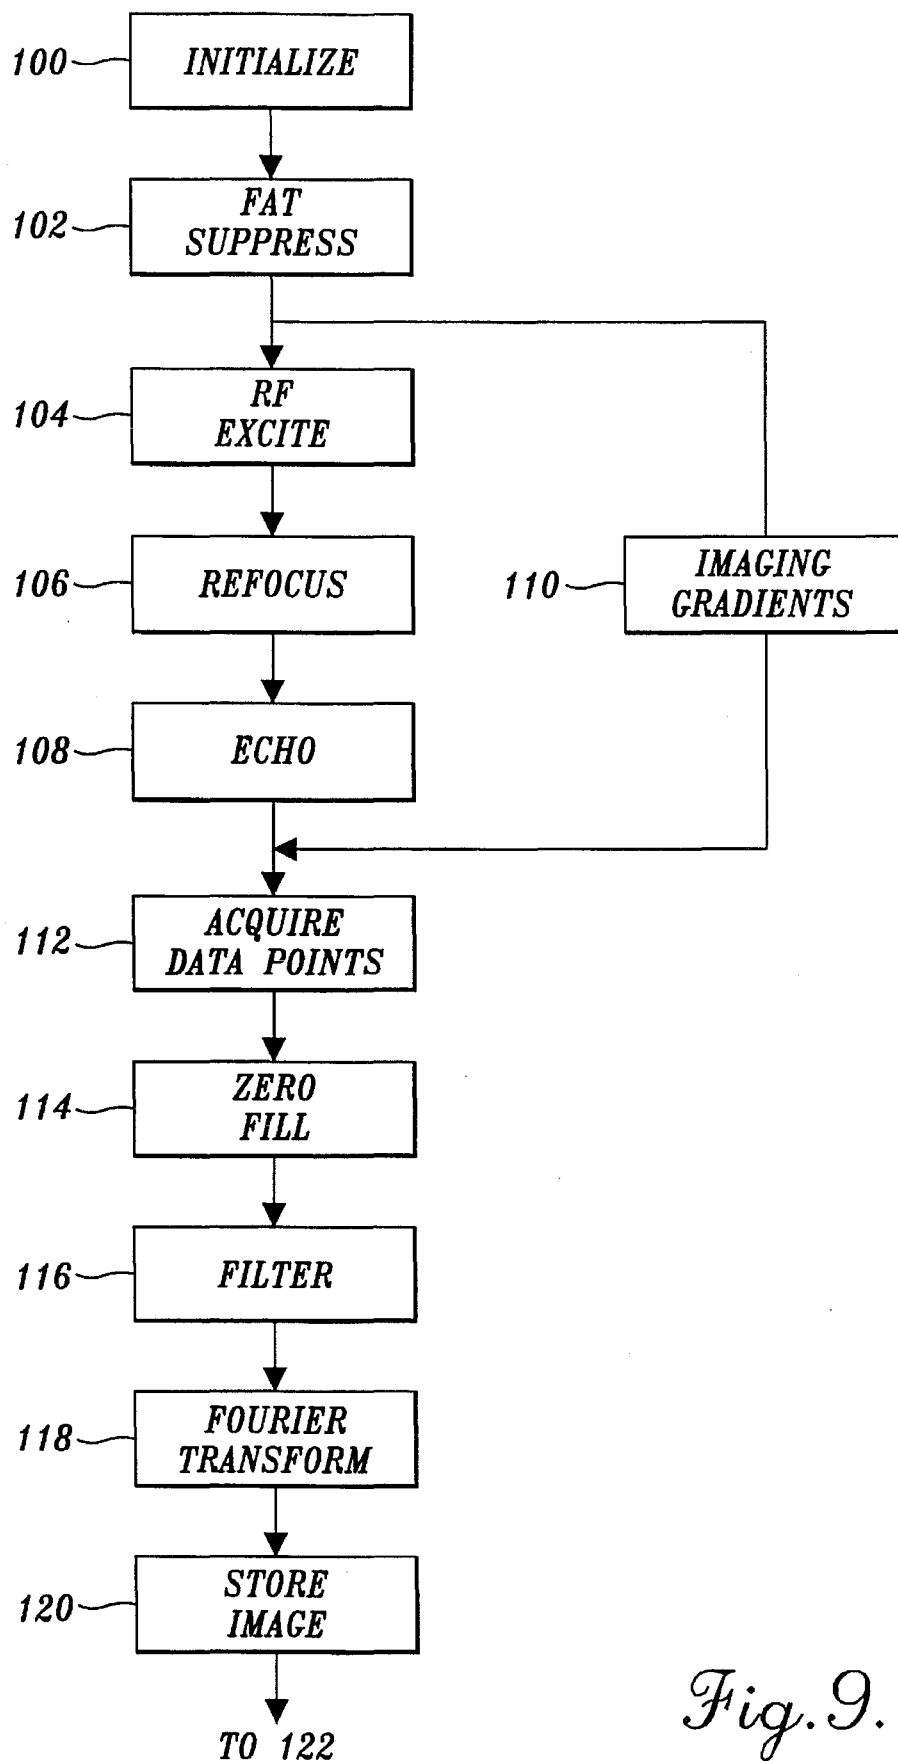 100
INITIALIZE
102
FAT
SUPPRESS
104
RF
EXCITE
106
REFOCUS
110
IMAGING
GRADIENTS
108
ECHO
112
ACQUIRE
DATA POINTS
114
ZERO
FILL
116
FILTER
118
FOURIER
TRANSFORM
120
STORE
IMAGE
TO 122
Fig.9.